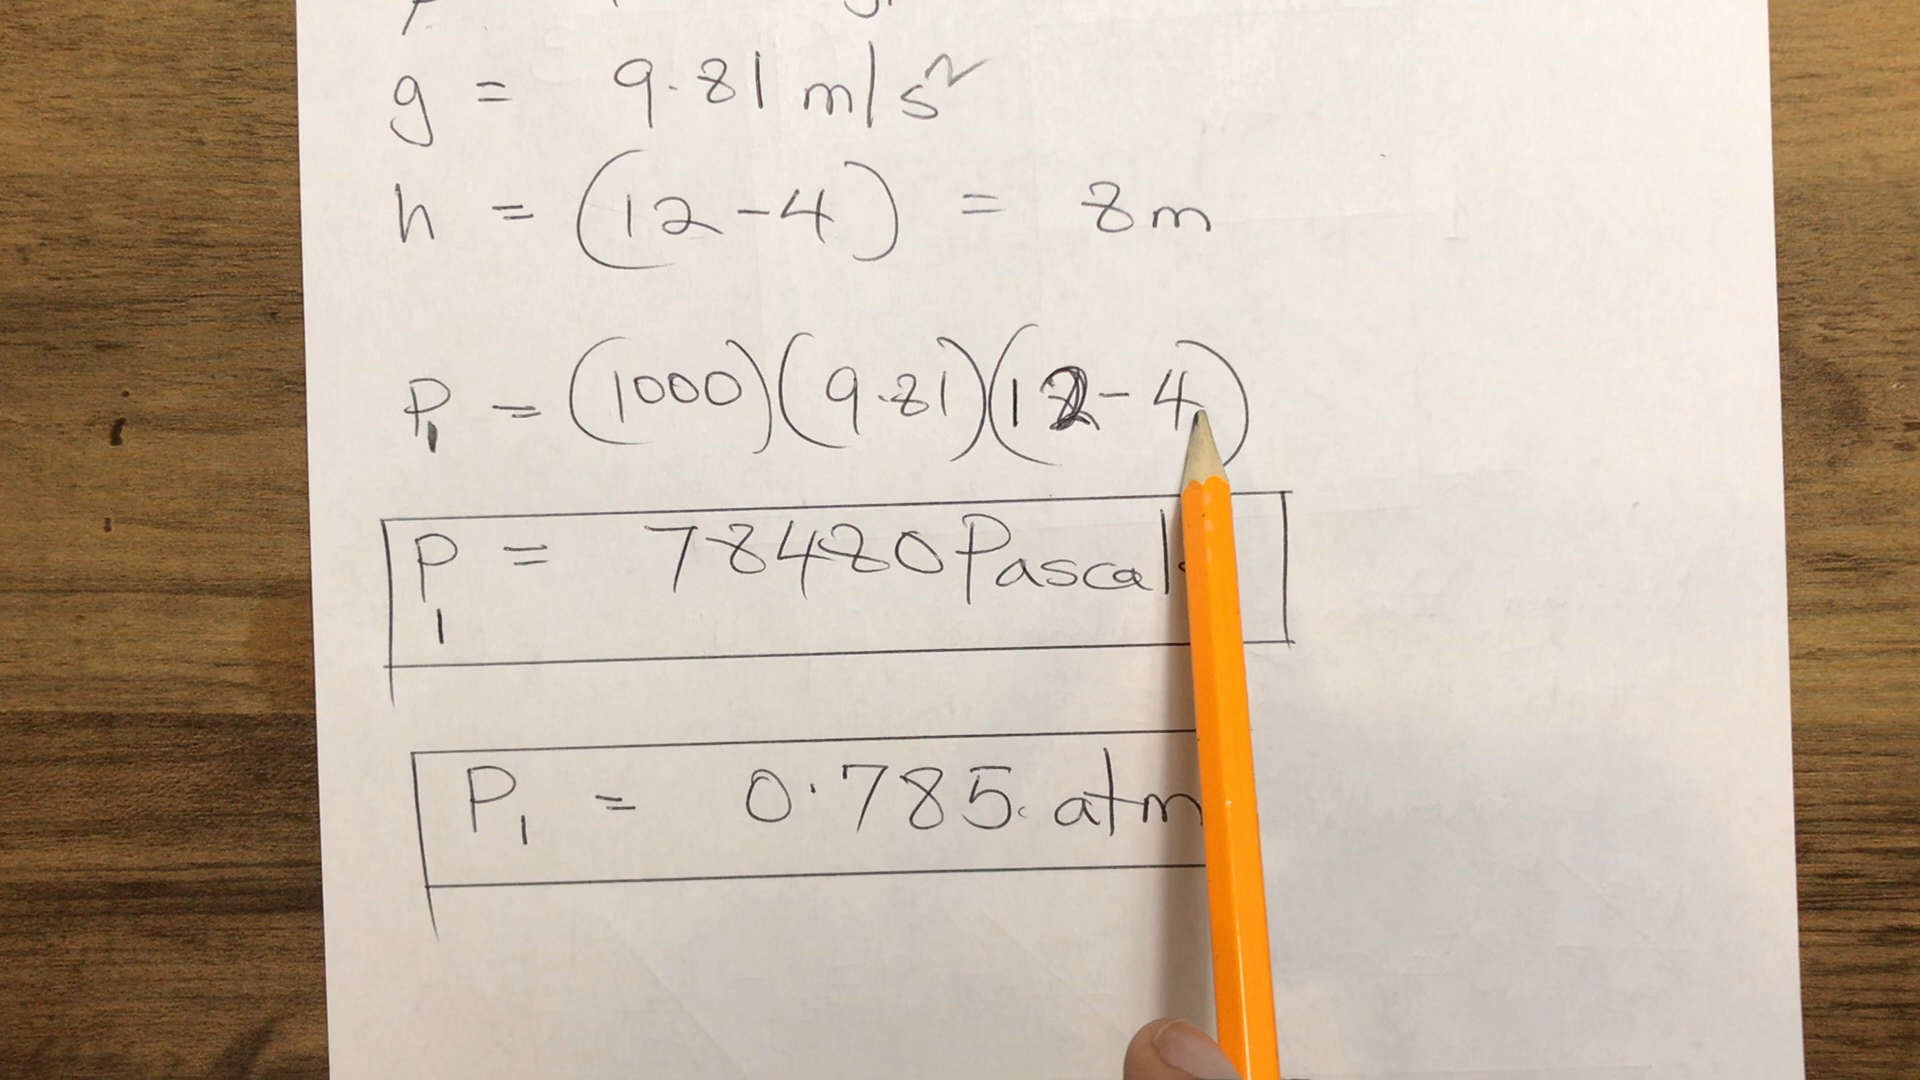 g = 9.81 m/s²
h = (12-4) = 8m
P₁ = (1000)(9.81)(12-4)
P₁ = 78480 Pascal
P₁ = 0.785 atm